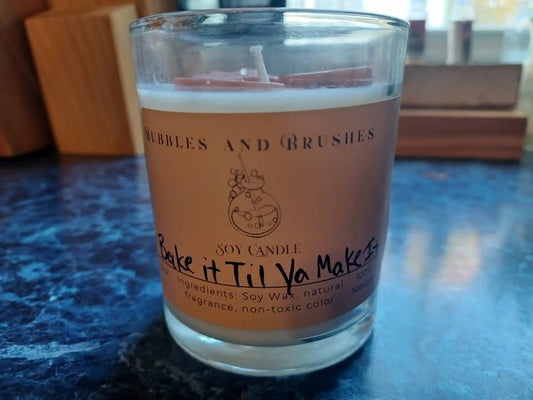 Bubbles and Brushes
Soy Candle
Bake it Til Ya Make It
Ingredients: Soy Wax, natural
fragrance, non-toxic color